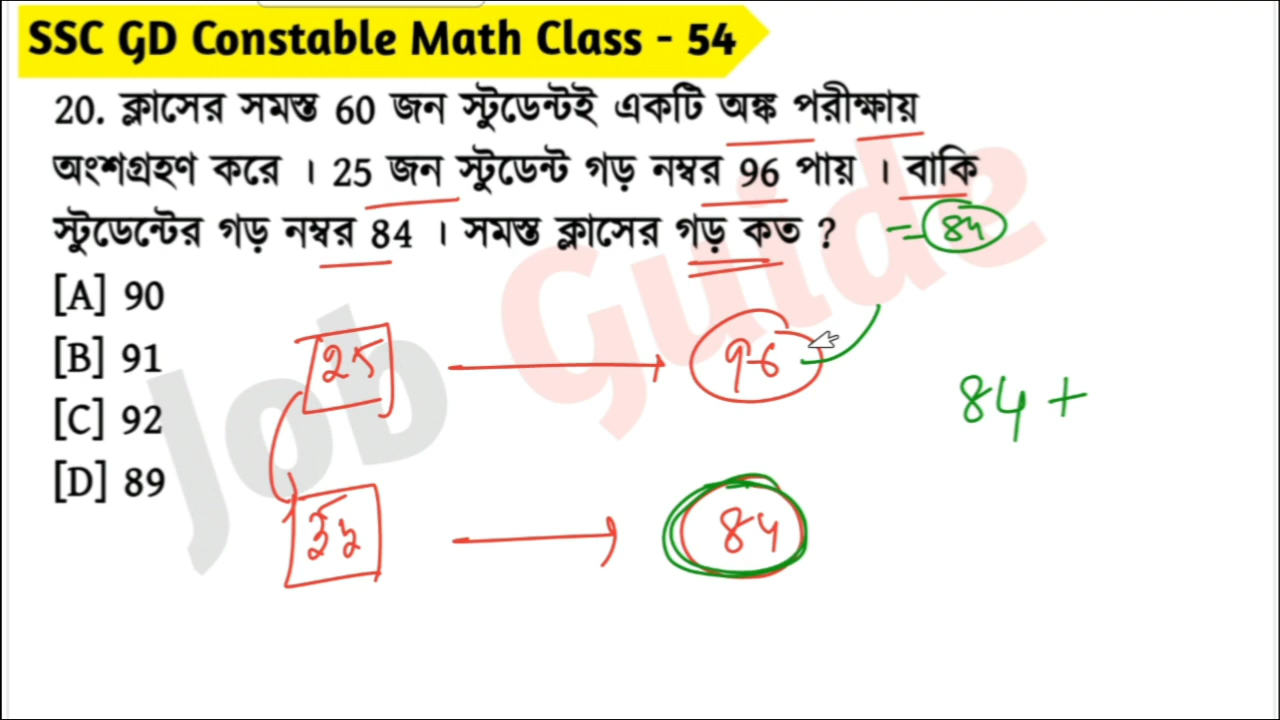 SSC GD Constable Math Class - 54
20. ক্লাসের সমস্ত 60 জন স্টুডেন্টই একটি অঙ্ক পরীক্ষায়
অংশগ্রহণ করে । 25 জন স্টুডেন্ট গড় নম্বর 96 পায় । বাকি
স্টুডেন্টের গড় নম্বর 84 । সমস্ত ক্লাসের গড় কত ?
= 84
[A] 90
[B] 91
[C] 92
[D] 89
25
96
84 +
84
Job Guide